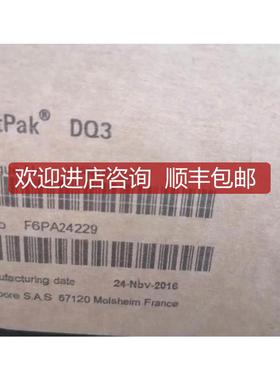 tPak® DQ3
欢迎进店咨询 顺丰包邮
F6PA24229
ufacturing date 24-Nov-2016
pore S.A.S 67120 Molsheim France